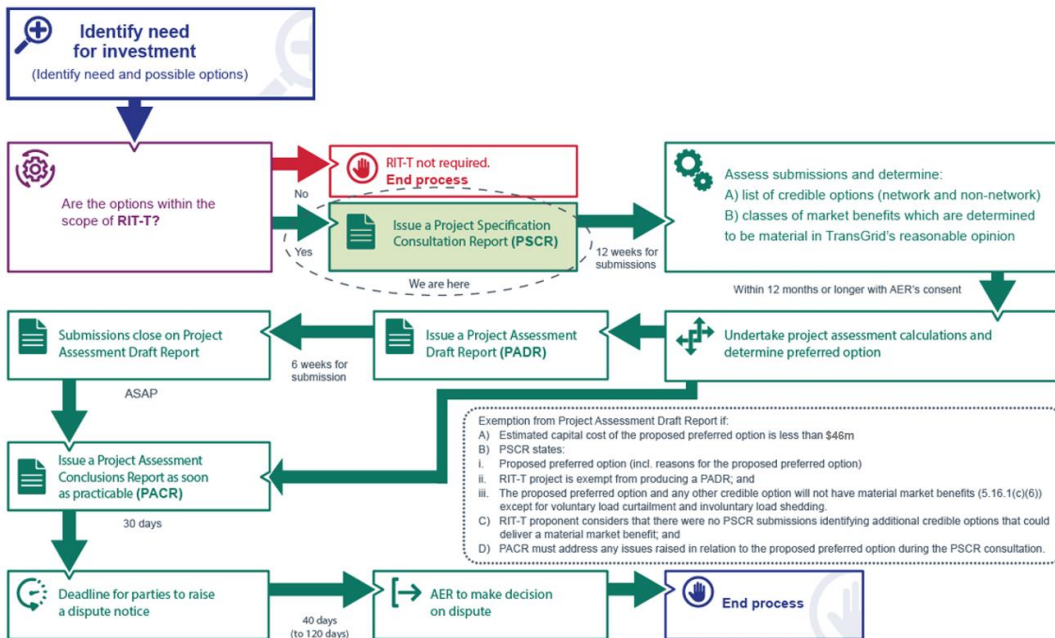 Identify need
for investment
(Identify need and possible options)
Are the options within the
scope of RIT-T?
No
RIT-T not required.
End process
Yes
Issue a Project Specification
Consultation Report (PSCR)
We are here
12 weeks for
submissions
Assess submissions and determine:
A) list of credible options (network and non-network)
B) classes of market benefits which are determined
to be material in TransGrid's reasonable opinion
Within 12 months or longer with AER's consent
Undertake project assessment calculations and
determine preferred option
Issue a Project Assessment
Draft Report (PADR)
6 weeks for
submission
Submissions close on Project
Assessment Draft Report
ASAP
Exemption from Project Assessment Draft Report if:
A) Estimated capital cost of the proposed preferred option is less than $46m
B) PSCR states:
i. Proposed preferred option (incl. reasons for the proposed preferred option)
ii. RIT-T project is exempt from producing a PADR; and
iii. The proposed preferred option and any other credible option will not have material market benefits (5.16.1(c)(6))
except for voluntary load curtailment and involuntary load shedding.
C) RIT-T proponent considers that there were no PSCR submissions identifying additional credible options that could
deliver a material market benefit; and
D) PACR must address any issues raised in relation to the proposed preferred option during the PSCR consultation.
Issue a Project Assessment
Conclusions Report as soon
as practicable (PACR)
30 days
Deadline for parties to raise
a dispute notice
40 days
(to 120 days)
AER to make decision
on dispute
End process